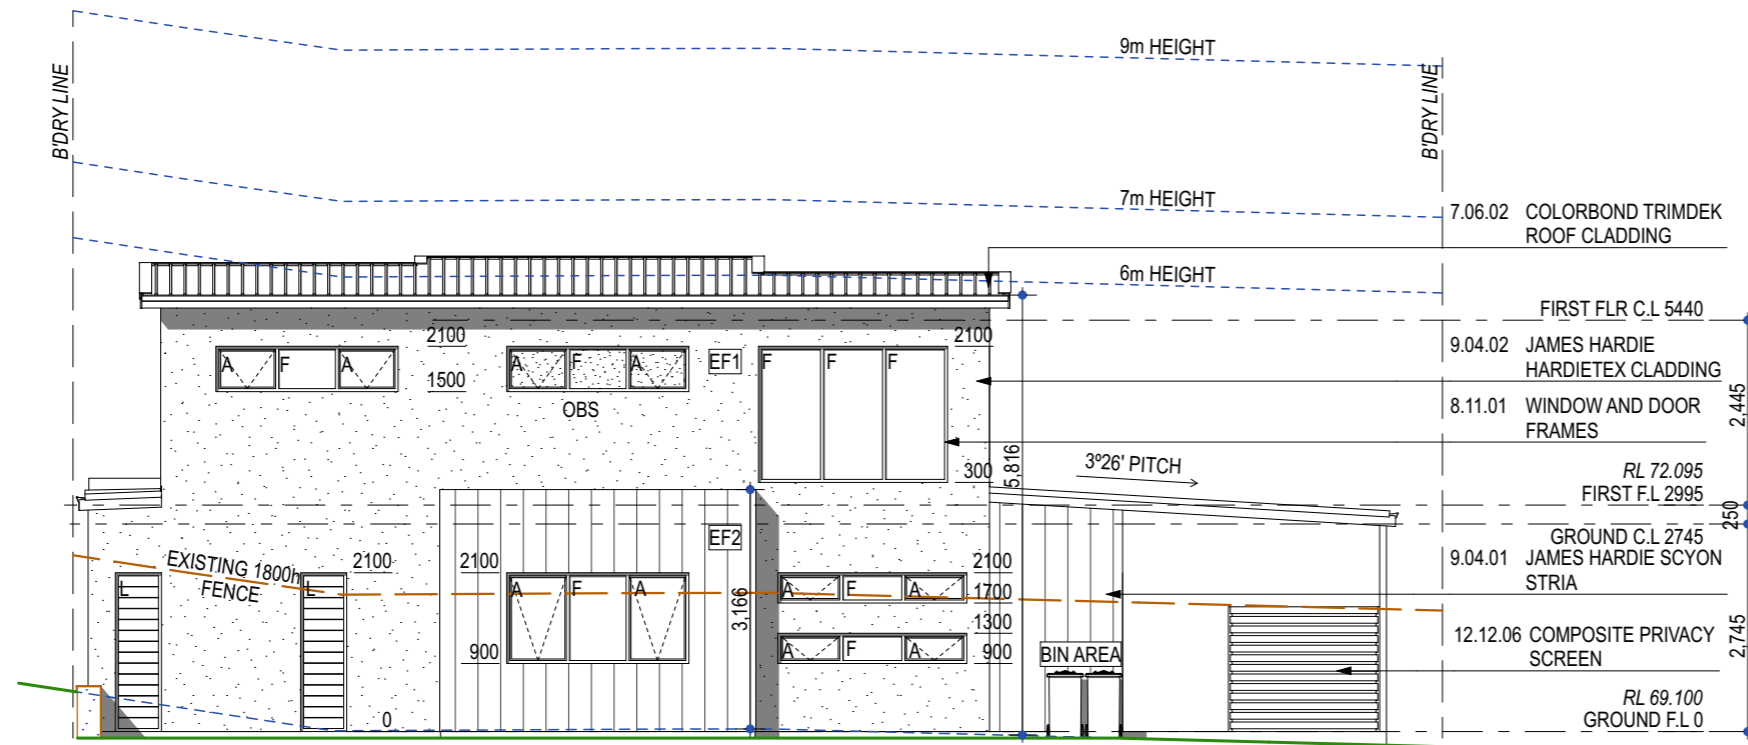 9m HEIGHT
B'DRY LINE
B'DRY LINE
7m HEIGHT
7.06.02 COLORBOND TRIMDEK
ROOF CLADDING
6m HEIGHT
FIRST FLR C.L 5440
2100
2100
9.04.02 JAMES HARDIE
HARDIETEX CLADDING
A F A
A F A
EF1
F F F
1500
OBS
8.11.01 WINDOW AND DOOR
FRAMES
2,445
300
5,816
3º26' PITCH
RL 72.095
FIRST F.L 2995
250
EF2
GROUND C.L 2745
EXISTING 1800h
FENCE
2100
2100
2100
9.04.01 JAMES HARDIE SCYON
STRIA
L
L
A F A
A F A
1700
3,166
1300
12.12.06 COMPOSITE PRIVACY
SCREEN
2,745
900
A F A
900
BIN AREA
RL 69.100
GROUND F.L 0
0